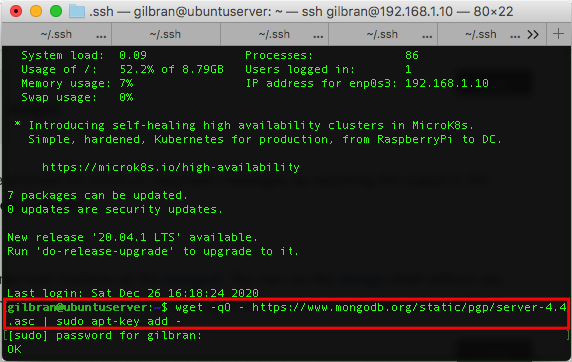 .ssh — gilbran@ubuntuserver: ~ — ssh gilbran@192.168.1.10 — 80×22
~/.ssh ... ~/.ssh ... ~/.ssh ... ~/.ssh ... ~/.ssh ... >> +
System load: 0.09 Processes: 86
Usage of /: 52.2% of 8.79GB Users logged in: 1
Memory usage: 7% IP address for enp0s3: 192.168.1.10
Swap usage: 0%
* Introducing self-healing high availability clusters in MicroK8s.
Simple, hardened, Kubernetes for production, from RaspberryPi to DC.
https://microk8s.io/high-availability
7 packages can be updated.
0 updates are security updates.
New release '20.04.1 LTS' available.
Run 'do-release-upgrade' to upgrade to it.
Last login: Sat Dec 26 16:18:24 2020
gilbran@ubuntuserver:~$ wget -qO - https://www.mongodb.org/static/pgp/server-4.4
.asc | sudo apt-key add -
[[sudo] password for gilbran:
OK